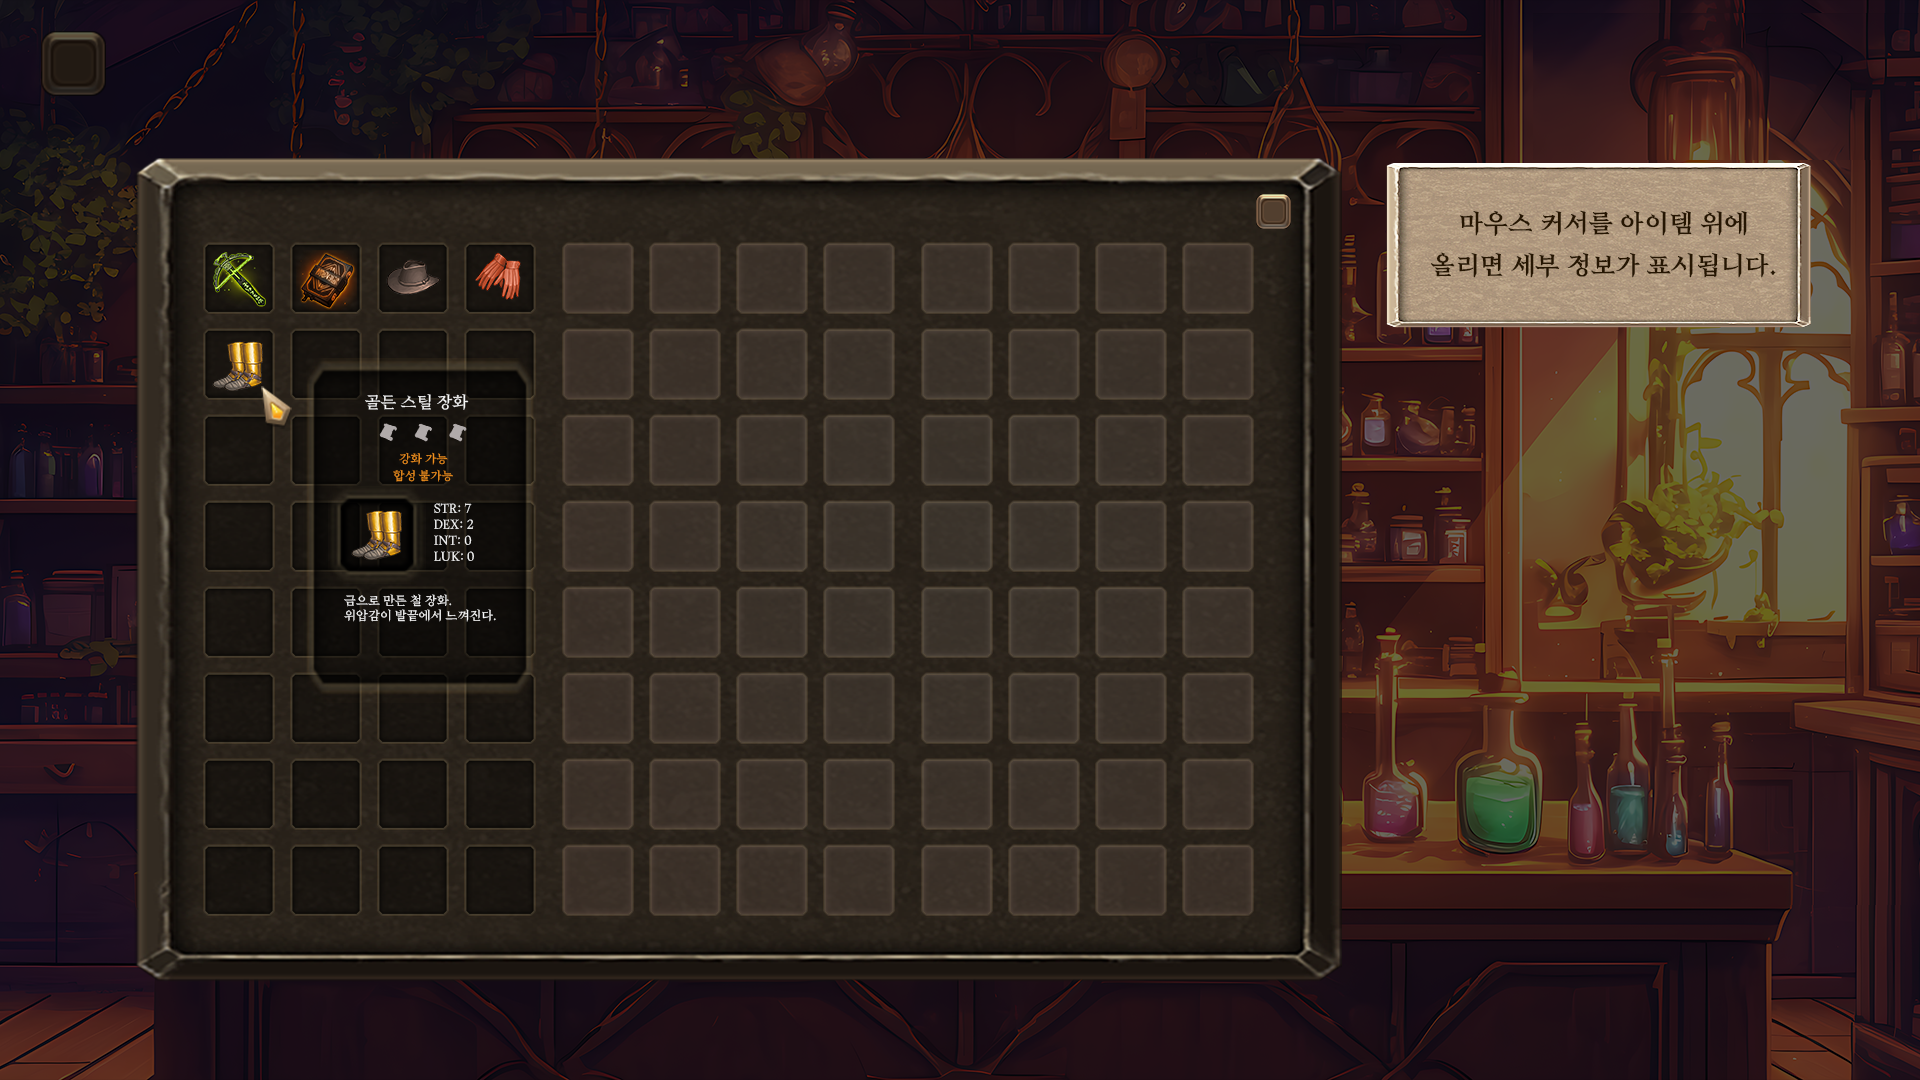 마우스 커서를 아이템 위에
올리면 세부 정보가 표시됩니다.
골든 스틸 장화
강화 가능
합성 불가능
STR: 7
DEX: 2
INT: 0
LUK: 0
금으로 만든 철 장화.
위압감이 발끝에서 느껴진다.